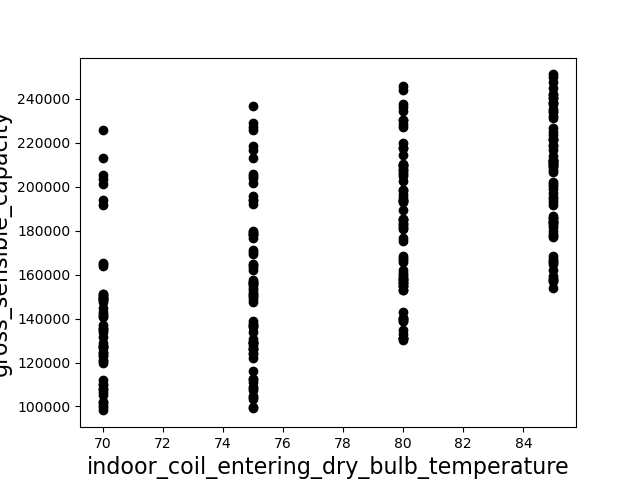 240000
220000
200000
180000
160000
140000
120000
100000
gross_sensible_capacity
70 72 74 76 78 80 82 84
indoor_coil_entering_dry_bulb_temperature